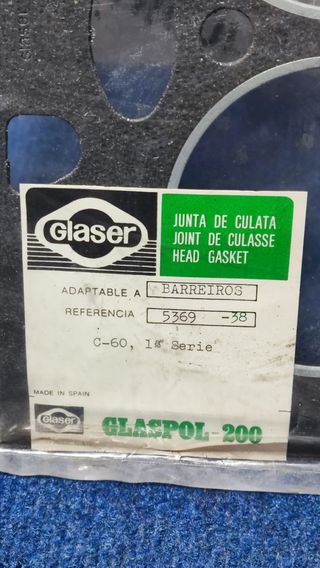 glaser
Glaser
JUNTA DE CULATA
JOINT DE CULASSE
HEAD GASKET
ADAPTABLE A BARREIROS
REFERENCIA 5369 -38
C-60, 1ª Serie
MADE IN SPAIN
Glaser
GLASPOL-200